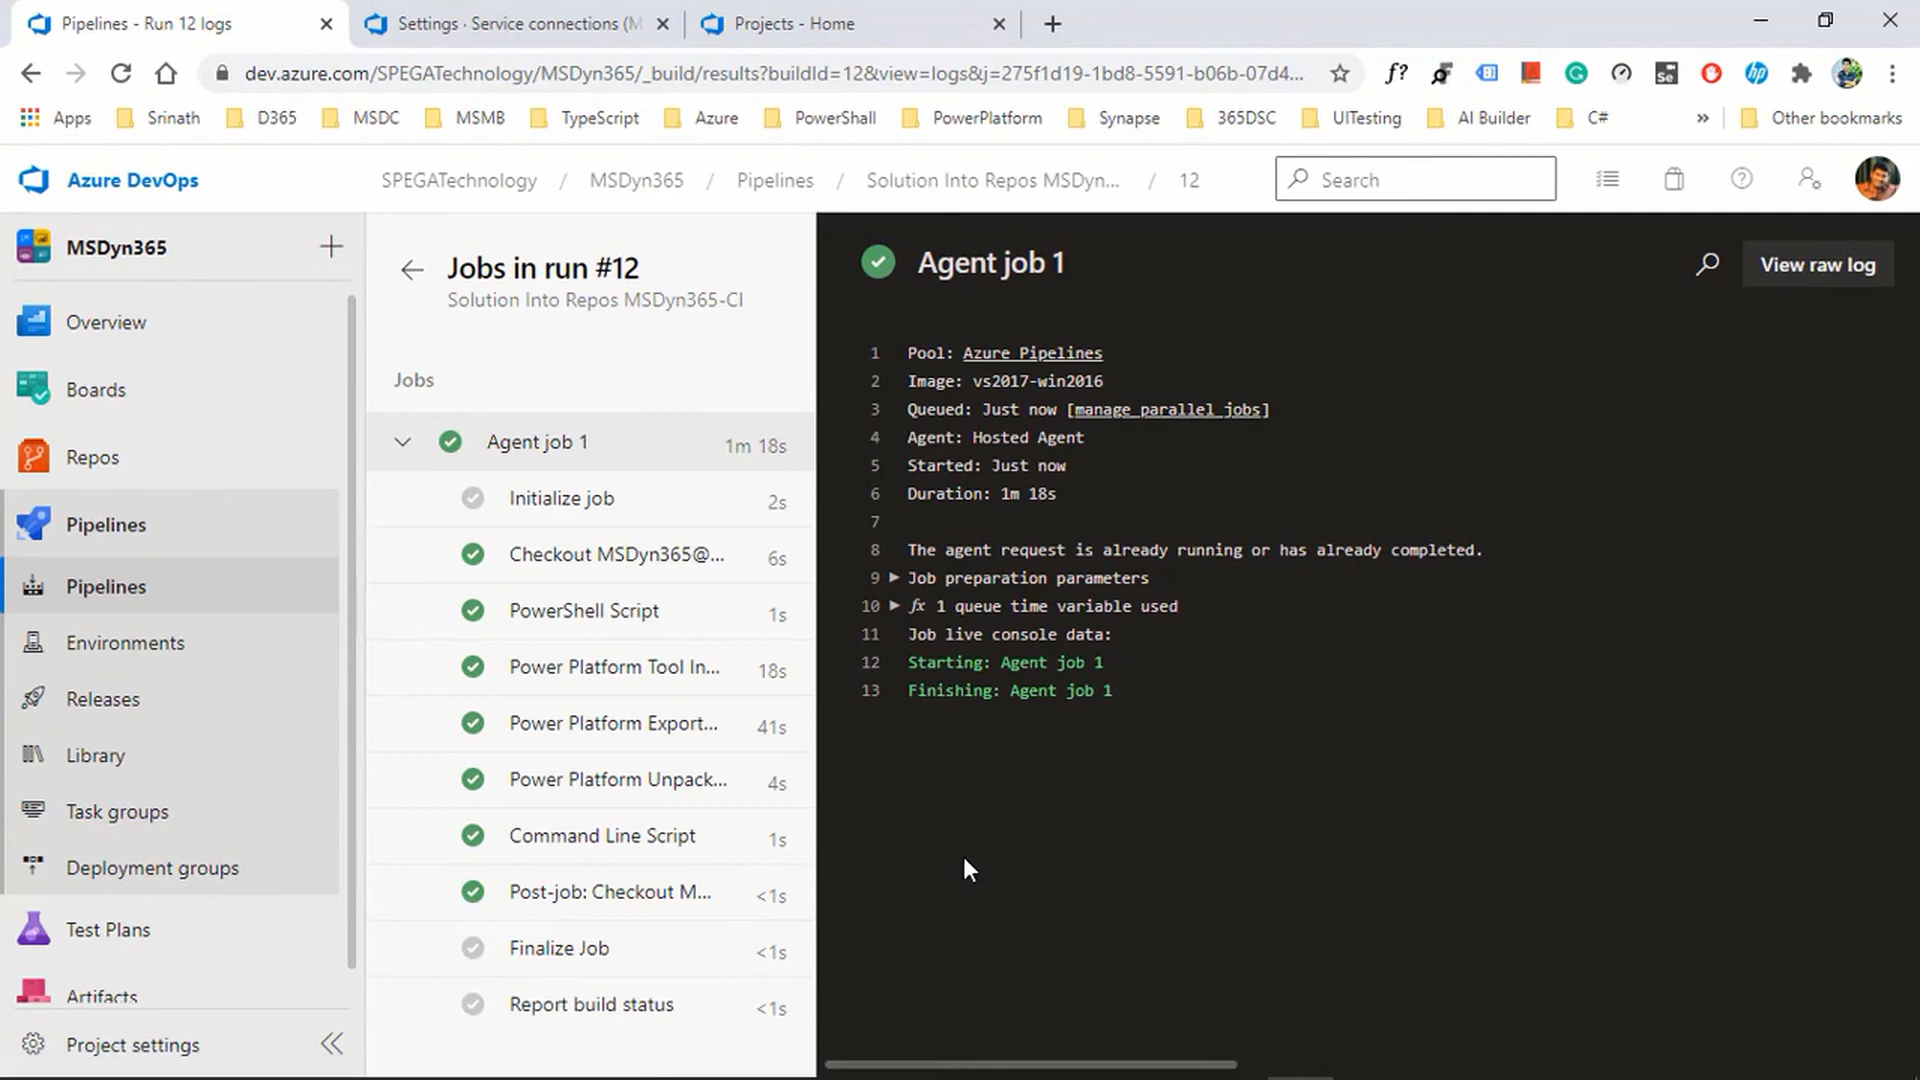 Pipelines - Run 12 logs
Settings · Service connections (M
Projects - Home
dev.azure.com/SPEGATechnology/MSDyn365/_build/results?buildId=12&view=logs&j=275f1d19-1bd8-5591-b06b-07d4...
Apps Srinath D365 MSDC MSMB TypeScript Azure PowerShall PowerPlatform Synapse 365DSC UITesting AI Builder C# » Other bookmarks
Azure DevOps
SPEGATechnology / MSDyn365 / Pipelines / Solution Into Repos MSDyn... / 12
Search
MSDyn365
Overview
Boards
Repos
Pipelines
Pipelines
Environments
Releases
Library
Task groups
Deployment groups
Test Plans
Artifacts
Project settings
Jobs in run #12
Solution Into Repos MSDyn365-CI
Jobs
Agent job 1 1m 18s
Initialize job 2s
Checkout MSDyn365@... 6s
PowerShell Script 1s
Power Platform Tool In... 18s
Power Platform Export... 41s
Power Platform Unpack... 4s
Command Line Script 1s
Post-job: Checkout M... <1s
Finalize Job <1s
Report build status <1s
Agent job 1
View raw log
1 Pool: Azure Pipelines
2 Image: vs2017-win2016
3 Queued: Just now [manage parallel jobs]
4 Agent: Hosted Agent
5 Started: Just now
6 Duration: 1m 18s
7
8 The agent request is already running or has already completed.
9 Job preparation parameters
10 fx 1 queue time variable used
11 Job live console data:
12 Starting: Agent job 1
13 Finishing: Agent job 1